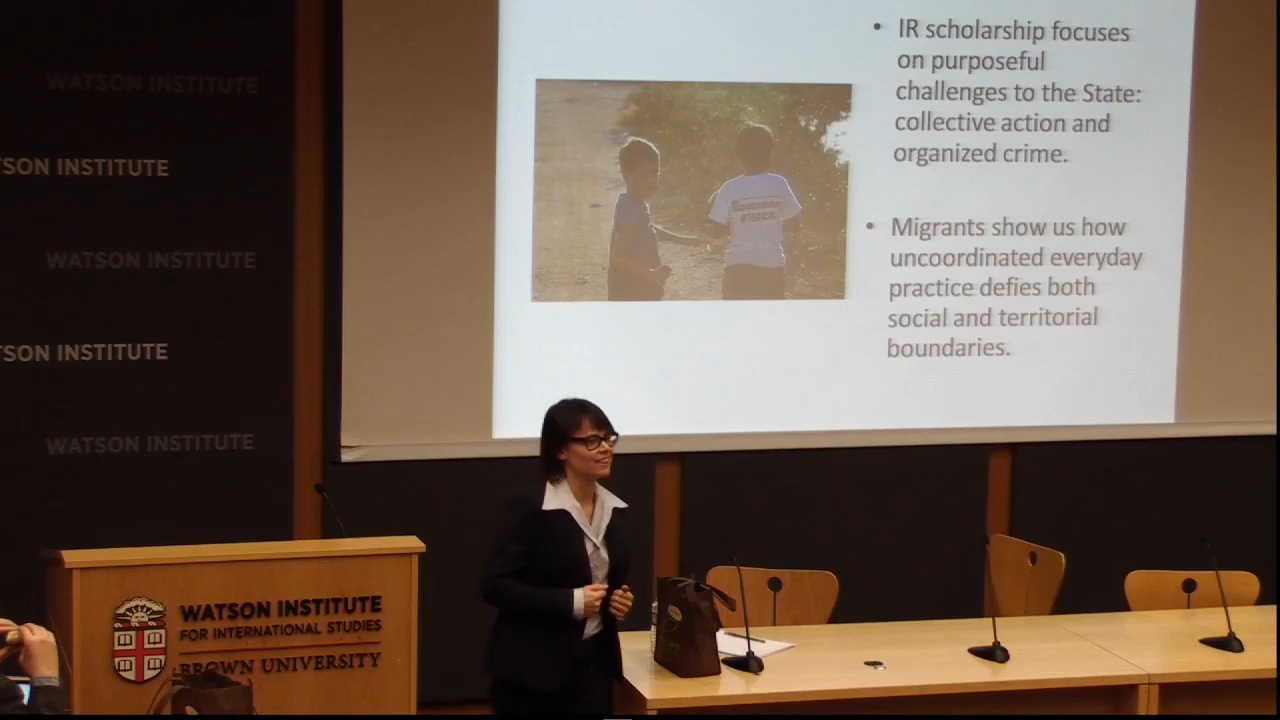 WATSON INSTITUTE
TSON INSTITUTE
WATSON INSTITUTE
TSON INSTITUTE
WATSON INSTITUTE
• IR scholarship focuses
on purposeful
challenges to the State:
collective action and
organized crime.
• Migrants show us how
uncoordinated everyday
practice defies both
social and territorial
boundaries.
WATSON INSTITUTE
FOR INTERNATIONAL STUDIES
BROWN UNIVERSITY